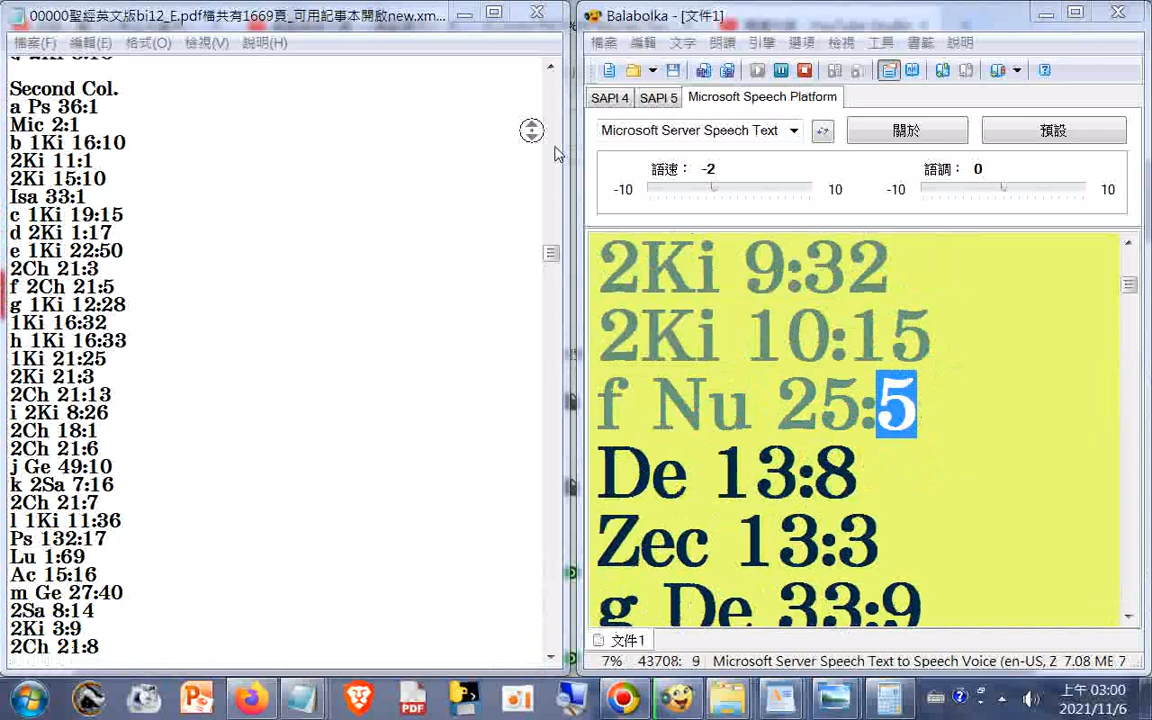 00000聖經英文版bi12_E.pdf檔共有1669頁_可用記事本開啟new.xm...
檔案(F) 編輯(E) 格式(O) 檢視(V) 說明(H)
Second Col.
a Ps 36:1
Mic 2:1
b 1Ki 16:10
2Ki 11:1
2Ki 15:10
Isa 33:1
c 1Ki 19:15
d 2Ki 1:17
e 1Ki 22:50
2Ch 21:3
f 2Ch 21:5
g 1Ki 12:28
1Ki 16:32
h 1Ki 16:33
1Ki 21:25
2Ki 21:3
2Ch 21:13
i 2Ki 8:26
2Ch 18:1
2Ch 21:6
j Ge 49:10
k 2Sa 7:16
2Ch 21:7
l 1Ki 11:36
Ps 132:17
Lu 1:69
Ac 15:16
m Ge 27:40
2Sa 8:14
2Ki 3:9
2Ch 21:8
Balabolka - [文件1]
檔案 編輯 文字 朗讀 引擎 選項 檢視 工具 書籤 說明
SAPI 4 SAPI 5 Microsoft Speech Platform
Microsoft Server Speech Text 關於 預設
語速： -2 語調： 0
-10 10 -10 10
2Ki 9:32
2Ki 10:15
f Nu 25:5
De 13:8
Zec 13:3
g De 33:9
文件1
7% 43708: 9 Microsoft Server Speech Text to Speech Voice (en-US, Z 7.08 MB 7
PDF
上午 03:00
2021/11/6